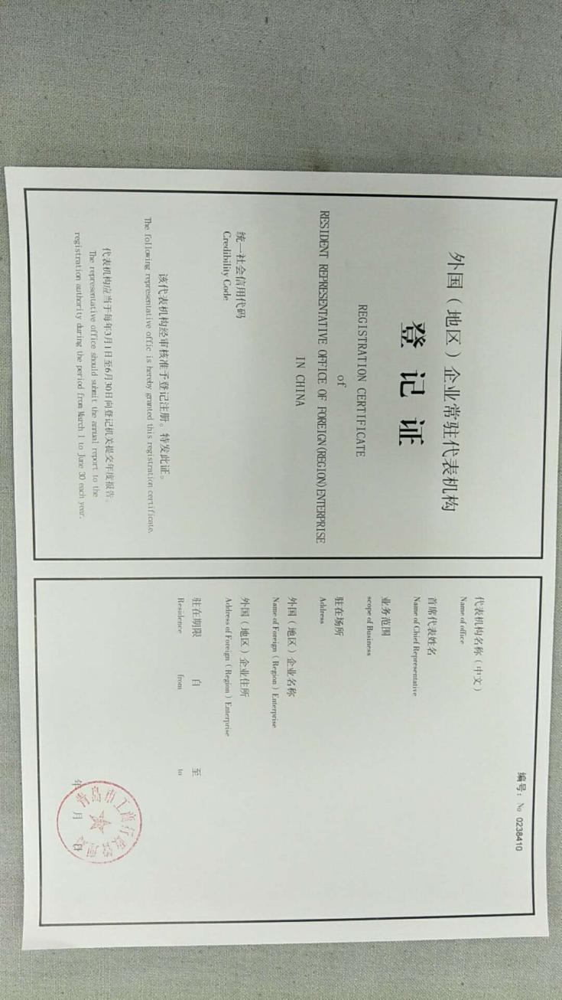 外国（地区）企业常驻代表机构
登记证
REGISTRATION CERTIFICATE
of
RESIDENT REPRESENTATIVE OFFICE OF FOREIGN(REGION)ENTERPRISE
IN CHINA
统一社会信用代码
Credibility Code
该代表机构经审核准予登记注册。特发此证。
The following representative offic is hereby granted this registration certificate.
代表机构应当于每年3月1日至6月30日向登记机关提交年度报告。
The representative office should submit the annual report to the
registration authority during the period from March 1 to June 30 each year.
编号：No 0238410
代表机构名称（中文）
Name of office
首席代表姓名
Name of Chief Representative
业务范围
scope of Business
驻在场所
Address
外国（地区）企业名称
Name of Foreign（Region）Enterprise
外国（地区）企业住所
Address of Foreign（Region）Enterprise
驻在期限 自 至
Residence from to
青岛市工商行政管理局
年 月 日